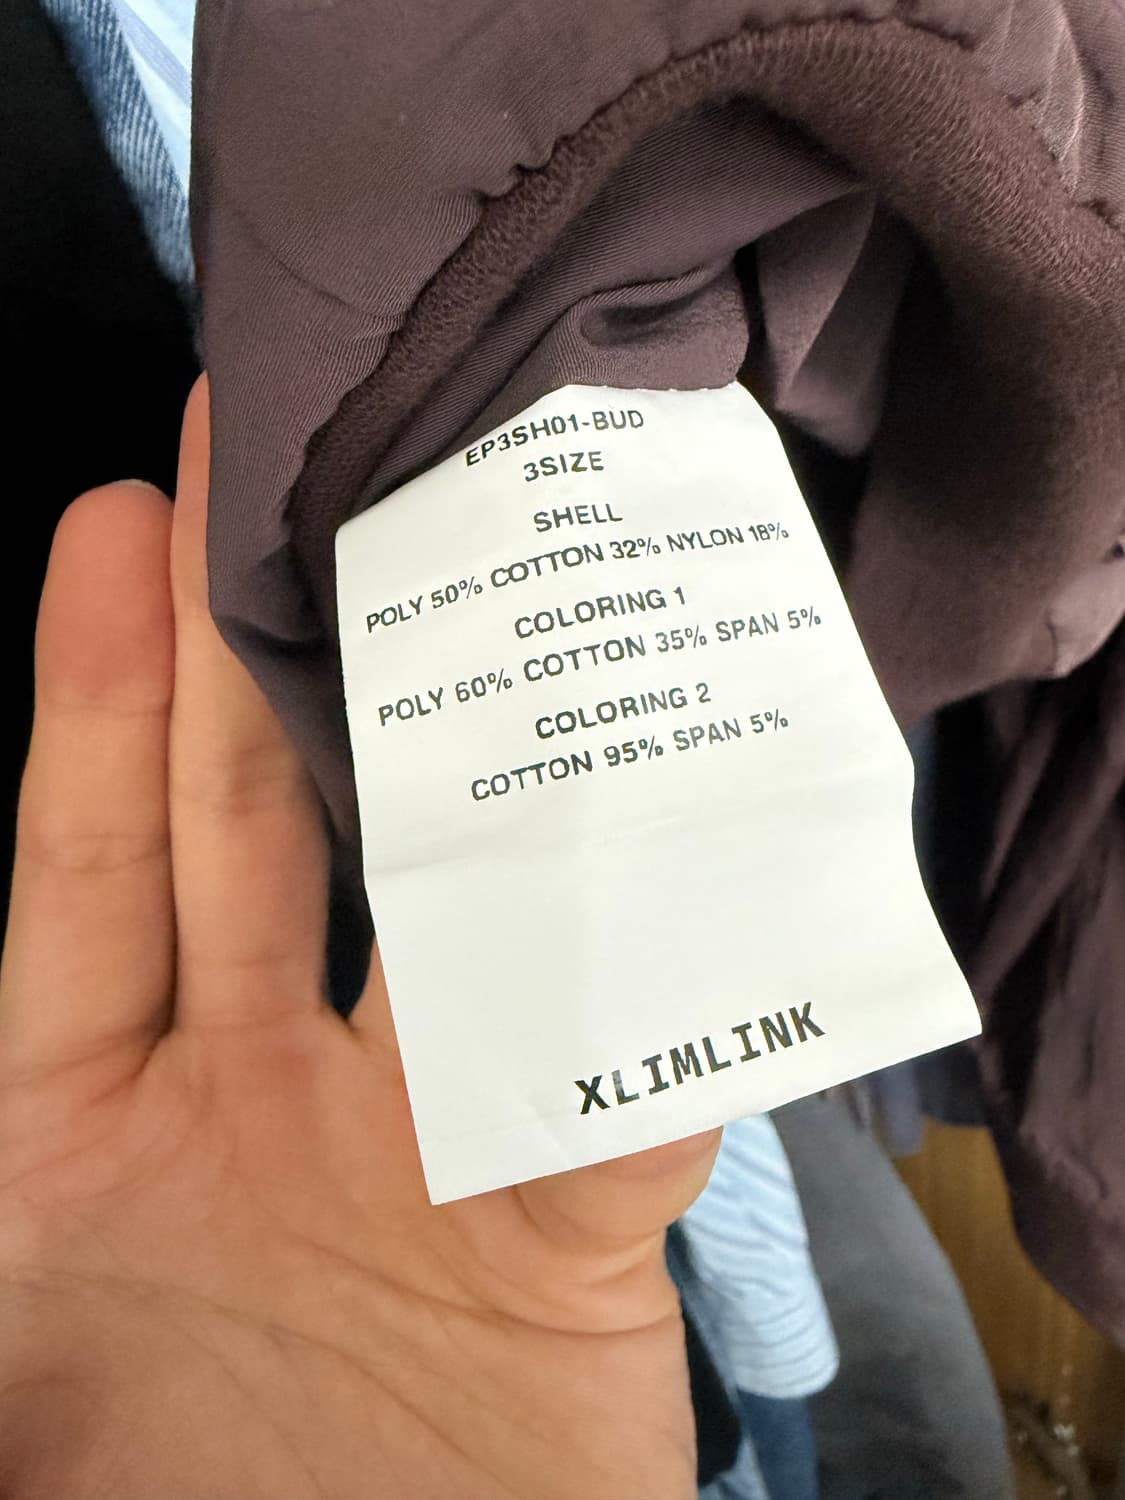 EP3SH01-BUD
3SIZE
SHELL
POLY 50% COTTON 32% NYLON 18%
COLORING 1
POLY 60% COTTON 35% SPAN 5%
COLORING 2
COTTON 95% SPAN 5%
XLIMLINK